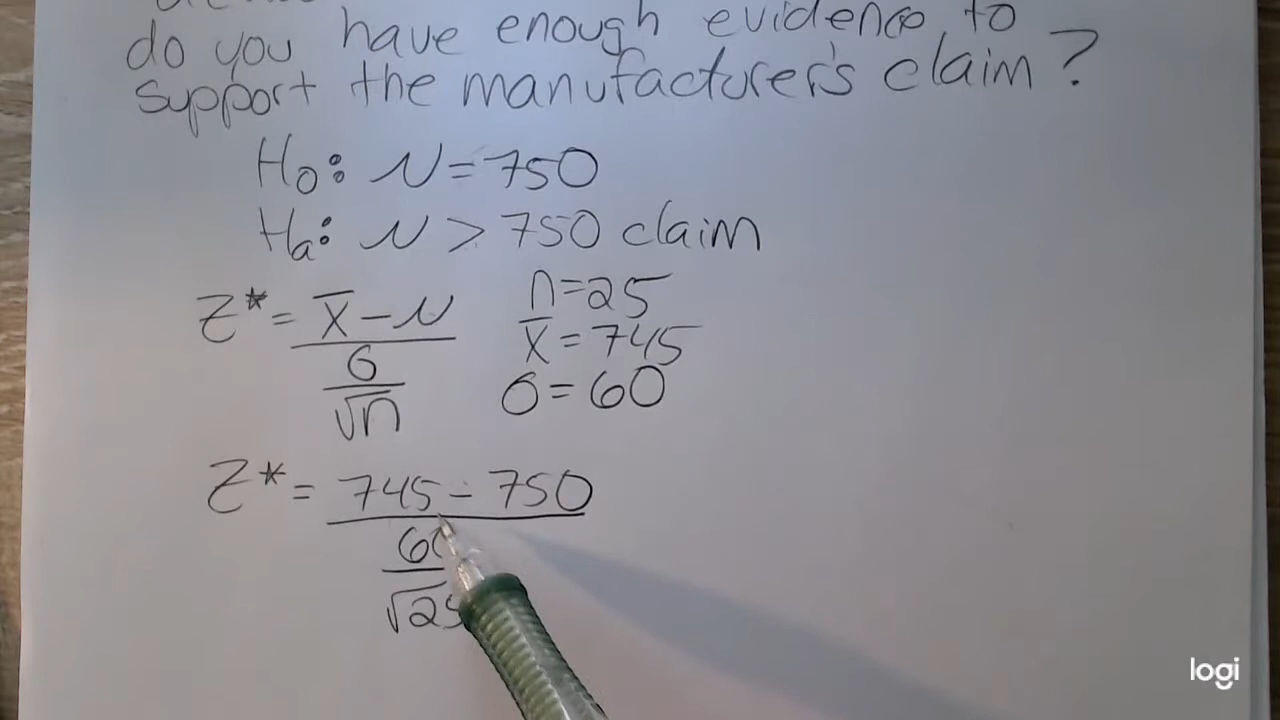 do you have enough evidence to
support the manufacturer's claim?
H₀: μ = 750
Hₐ: μ > 750 claim
Z* = x̄ - μ
σ
√n
n = 25
x̄ = 745
σ = 60
Z* = 745 - 750
60
√25
logi